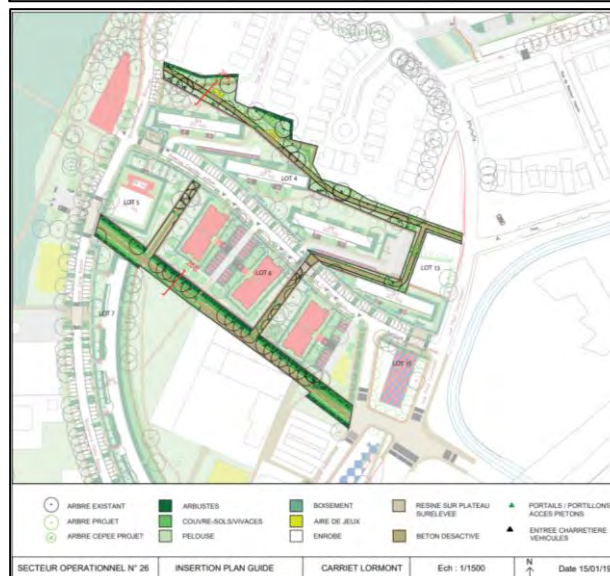 LOT 5
LOT 4
LOT 6
LOT 13
LOT 7
LOT 10
ARBRE EXISTANT
ARBRE PROJET
ARBRE CEPEE PROJET
ARBUSTES
COUVRE-SOLS/VIVACES
PELOUSE
BOISEMENT
AIRE DE JEUX
ENROBE
RESINE SUR PLATEAU
SURELEVEE
BETON DESACTIVE
PORTAILS / PORTILLONS
ACCES PIETONS
ENTREE CHARRETIERE
VEHICULES
SECTEUR OPERATIONNEL N° 26 INSERTION PLAN GUIDE CARRIET LORMONT Ech : 1/1500 N Date 15/01/19